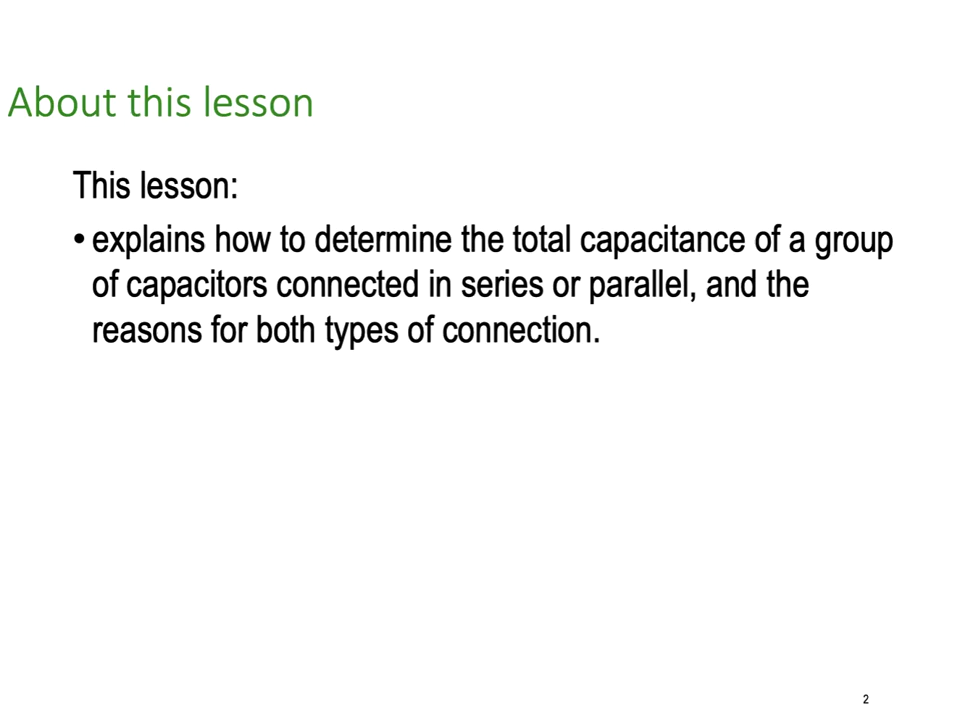 About this lesson
This lesson:
• explains how to determine the total capacitance of a group
of capacitors connected in series or parallel, and the
reasons for both types of connection.
2